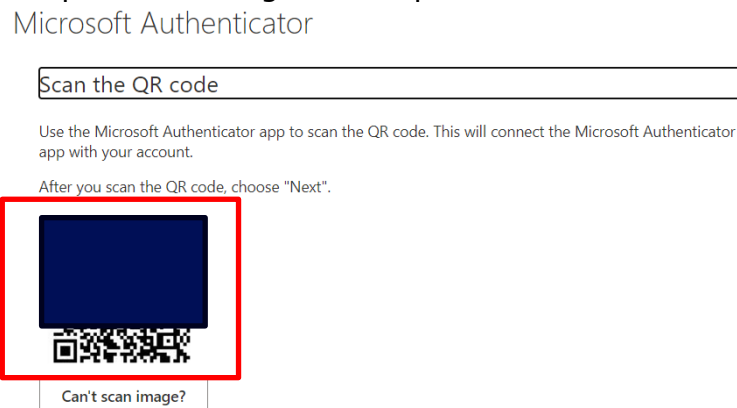 Microsoft Authenticator
Scan the QR code
Use the Microsoft Authenticator app to scan the QR code. This will connect the Microsoft Authenticator
app with your account.
After you scan the QR code, choose "Next".
Can't scan image?